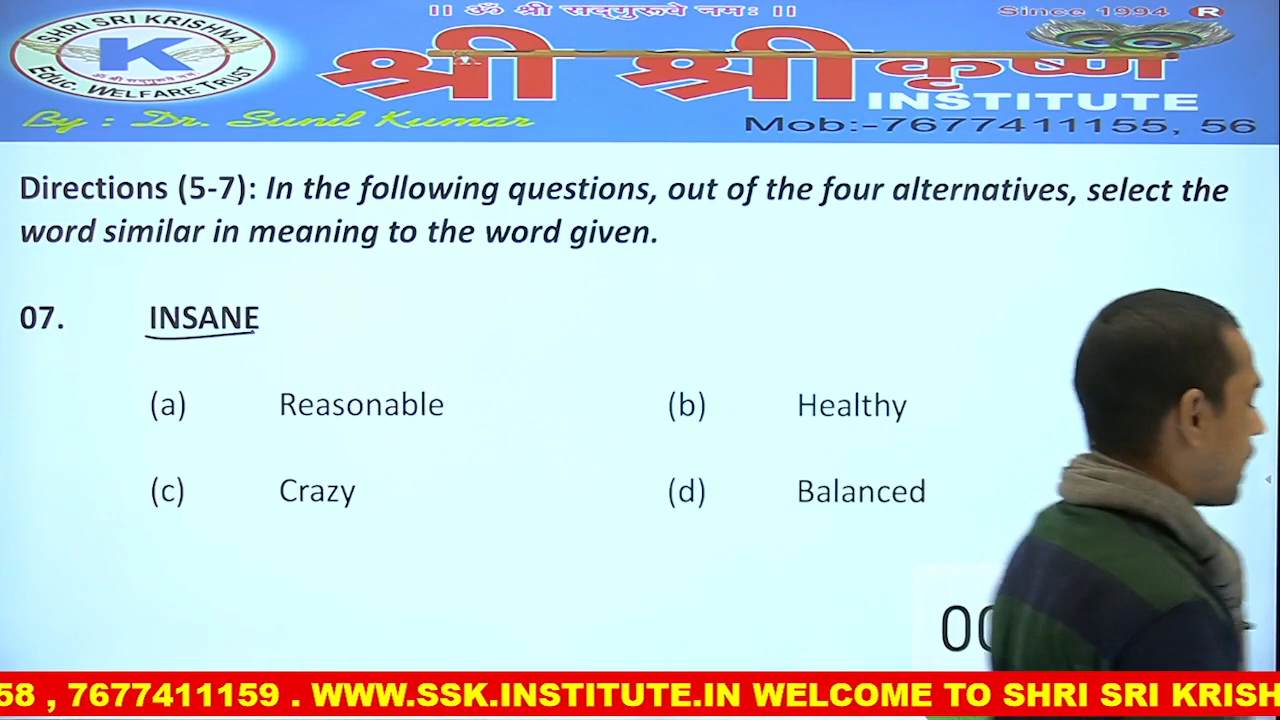 || ॐ श्री सद्गुरूवे नमः ||
Since 1994 ®
SHRI SRI KRISHNA
K
Educ. WELFARE TRUST
श्री श्री कृष्ण
INSTITUTE
By : Dr. Sunil Kumar
Mob:-7677411155, 56
Directions (5-7): In the following questions, out of the four alternatives, select the
word similar in meaning to the word given.
07. INSANE
(a) Reasonable (b) Healthy
(c) Crazy (d) Balanced
58 , 7677411159 . WWW.SSK.INSTITUTE.IN WELCOME TO SHRI SRI KRISH